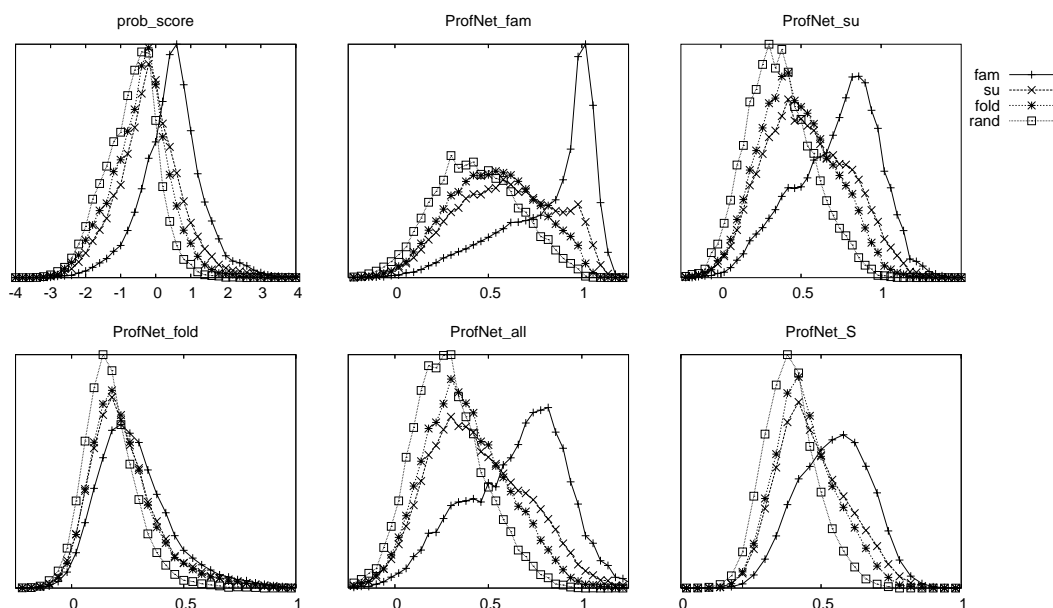 prob_score ProfNet_fam ProfNet_su
fam
su
fold
rand
-4 -3 -2 -1 0 1 2 3 4 0 0.5 1 0 0.5 1
ProfNet_fold ProfNet_all ProfNet_S
0 0.5 1 0 0.5 1 0 0.5 1